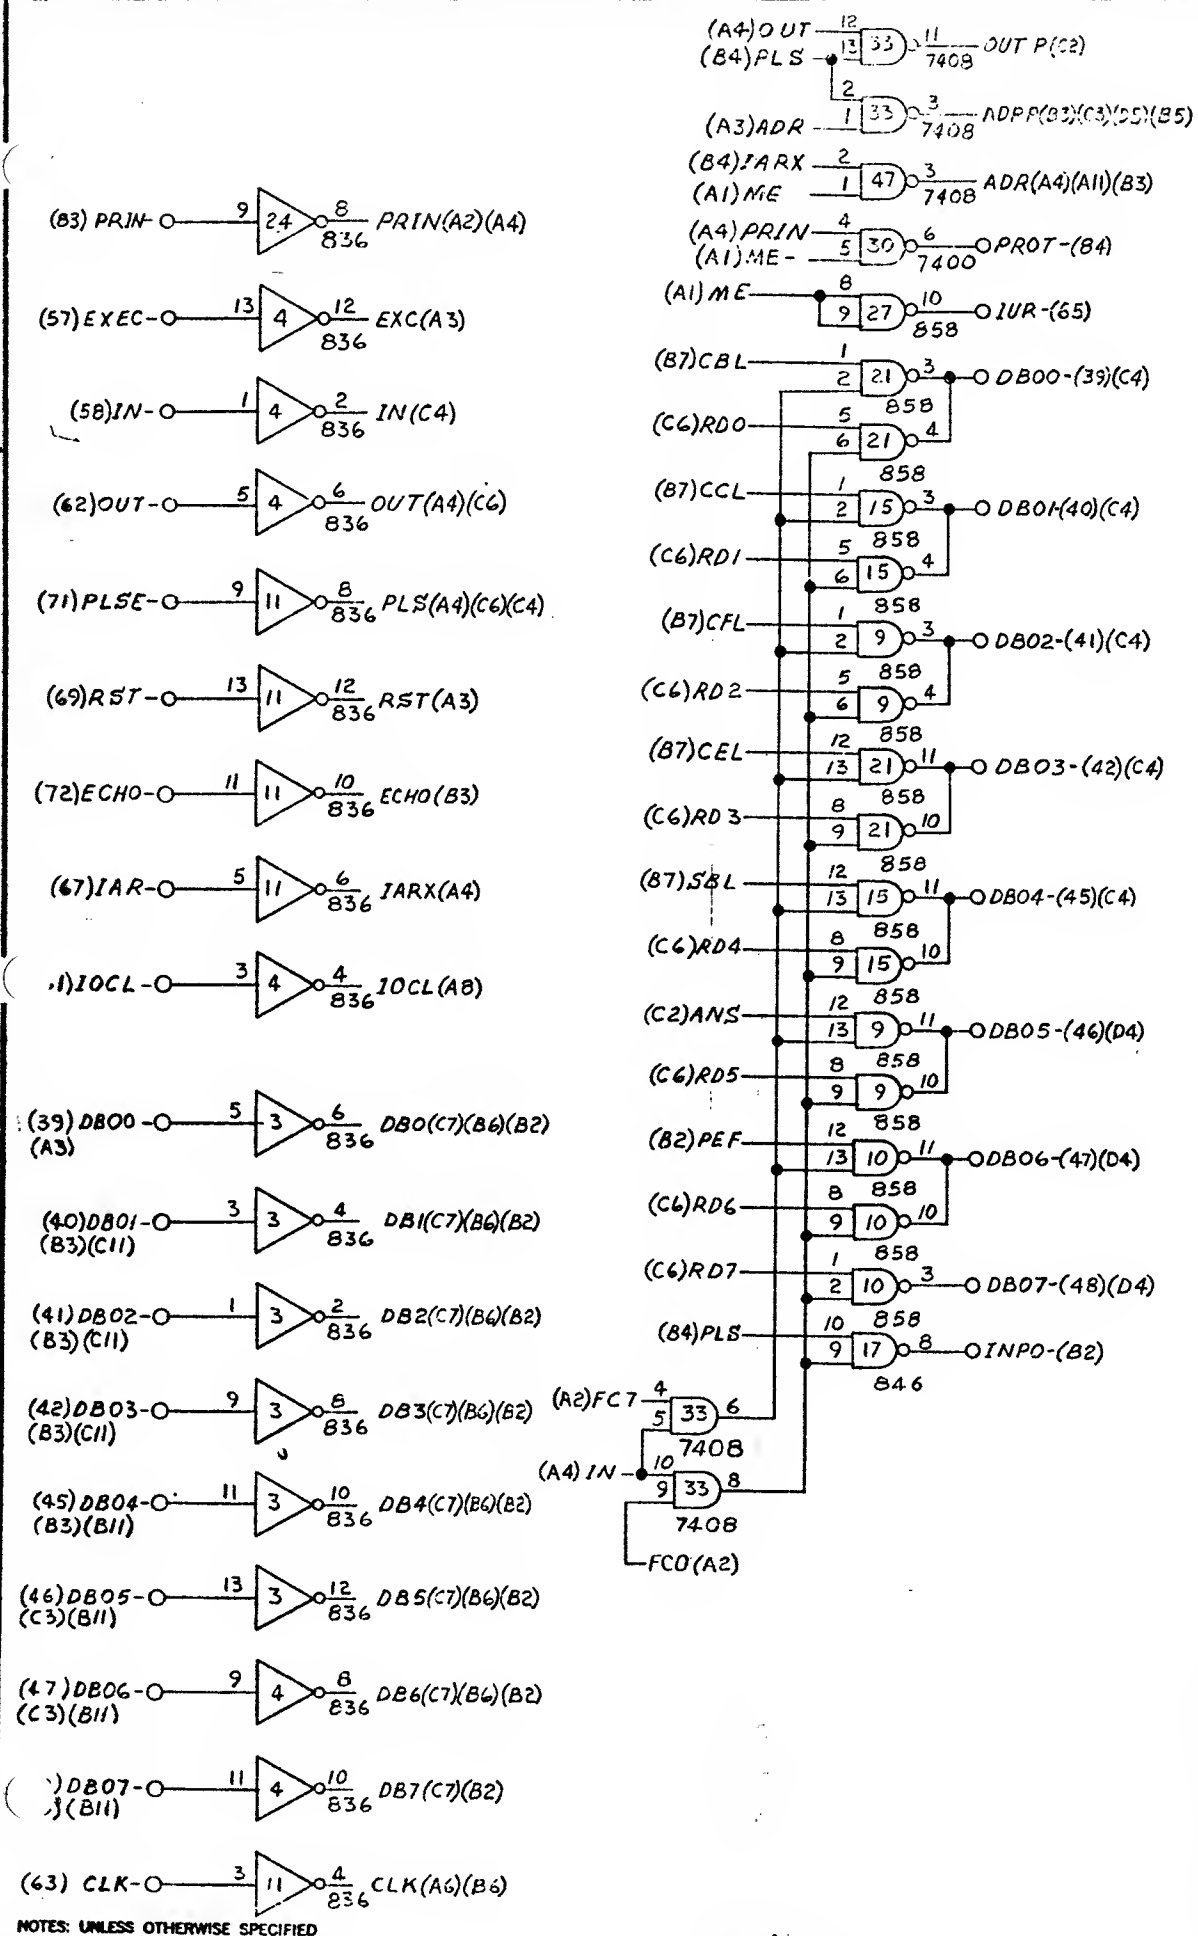 (83) PRIN- 9 24 8 836 PRIN(A2)(A4)
(57)EXEC- 13 4 12 836 EXC(A3)
(58)IN- 1 4 2 836 IN(C4)
(62)OUT- 5 4 6 836 OUT(A4)(C6)
(71)PLSE- 9 11 8 836 PLS(A4)(C6)(C4)
(69)RST- 13 11 12 836 RST(A3)
(72)ECHO- 11 11 10 836 ECHO(B3)
(67)IAR- 5 11 6 836 IARX(A4)
1)IOCL- 3 4 4 836 IOCL(A8)
(39)DB00- 5 3 6 836 DB0(C7)(B6)(B2)
(A3)
(40)DB01- 3 3 4 836 DB1(C7)(B6)(B2)
(B3)(C11)
(41)DB02- 1 3 2 836 DB2(C7)(B6)(B2)
(B3)(C11)
(42)DB03- 9 3 8 836 DB3(C7)(B6)(B2)
(B3)(C11)
(45)DB04- 11 3 10 836 DB4(C7)(B6)(B2)
(B3)(B11)
(46)DB05- 13 3 12 836 DB5(C7)(B6)(B2)
(C3)(B11)
(47)DB06- 9 4 8 836 DB6(C7)(B6)(B2)
(C3)(B11)
)DB07- 11 4 10 836 DB7(C7)(B2)
)(B11)
(63) CLK- 3 11 4 836 CLK(A6)(B6)
NOTES: UNLESS OTHERWISE SPECIFIED
(A4)OUT 12 33 11 7408 OUTP(C2)
(B4)PLS 13
2 33 3 7408 ADPP(B3)(C3)(D5)(B5)
(A3)ADR 1
(B4)IARX 2 47 3 7408 ADR(A4)(A11)(B3)
(A1)ME 1
(A4)PRIN 4 30 6 7400 PROT-(84)
(A1)ME- 5
(A1)ME 8 9 27 10 858 IUR-(65)
(B7)CBL 1 2 21 3 858 DB00-(39)(C4)
(C6)RD0 5 6 21 4 858
(B7)CCL 1 2 15 3 858 DB01-(40)(C4)
(C6)RD1 5 6 15 4 858
(B7)CFL 1 2 9 3 858 DB02-(41)(C4)
(C6)RD2 5 6 9 4 858
(B7)CEL 12 13 21 11 858 DB03-(42)(C4)
(C6)RD3 8 9 21 10 858
(B7)SBL 12 13 15 11 858 DB04-(45)(C4)
(C6)RD4 8 9 15 10 858
(C2)ANS 12 13 9 11 858 DB05-(46)(D4)
(C6)RD5 8 9 9 10 858
(B2)PEF 12 13 10 11 858 DB06-(47)(D4)
(C6)RD6 8 9 10 10 858
(C6)RD7 1 2 10 3 858 DB07-(48)(D4)
(B4)PLS 10 9 17 8 846 INPO-(B2)
(A2)FC7 4 5 33 6 7408
(A4)IN 10 9 33 8 7408
FC0(A2)